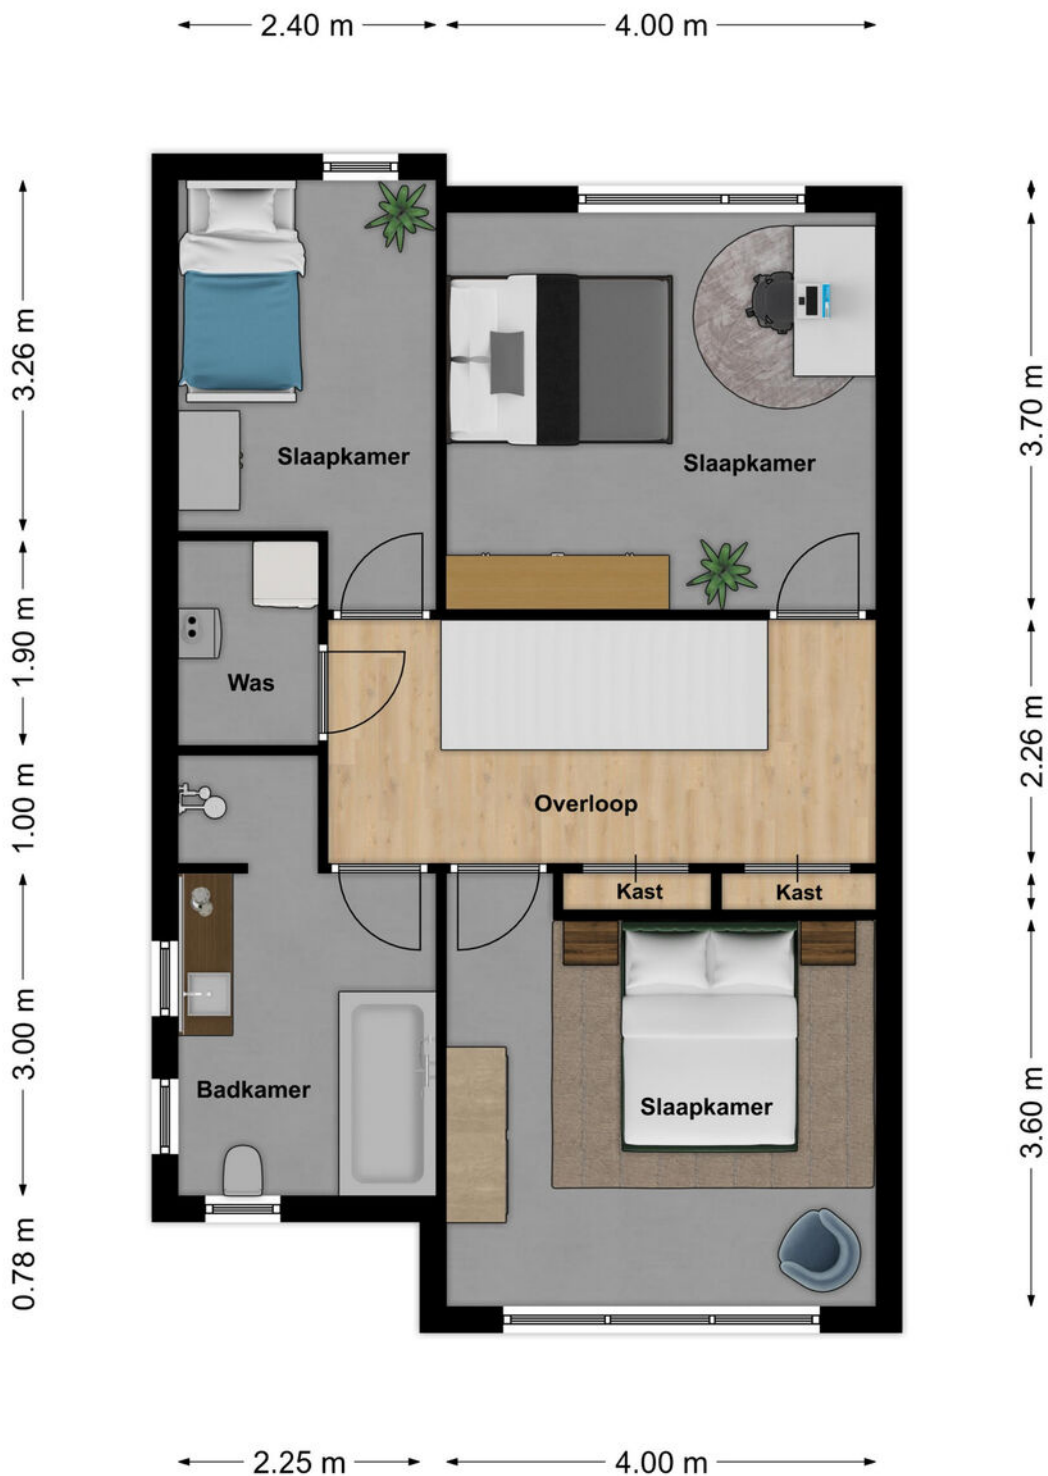 2.40 m
4.00 m
3.26 m
3.70 m
Slaapkamer
Slaapkamer
1.90 m
Was
2.26 m
1.00 m
Overloop
Kast
Kast
3.00 m
Badkamer
Slaapkamer
3.60 m
0.78 m
2.25 m
4.00 m